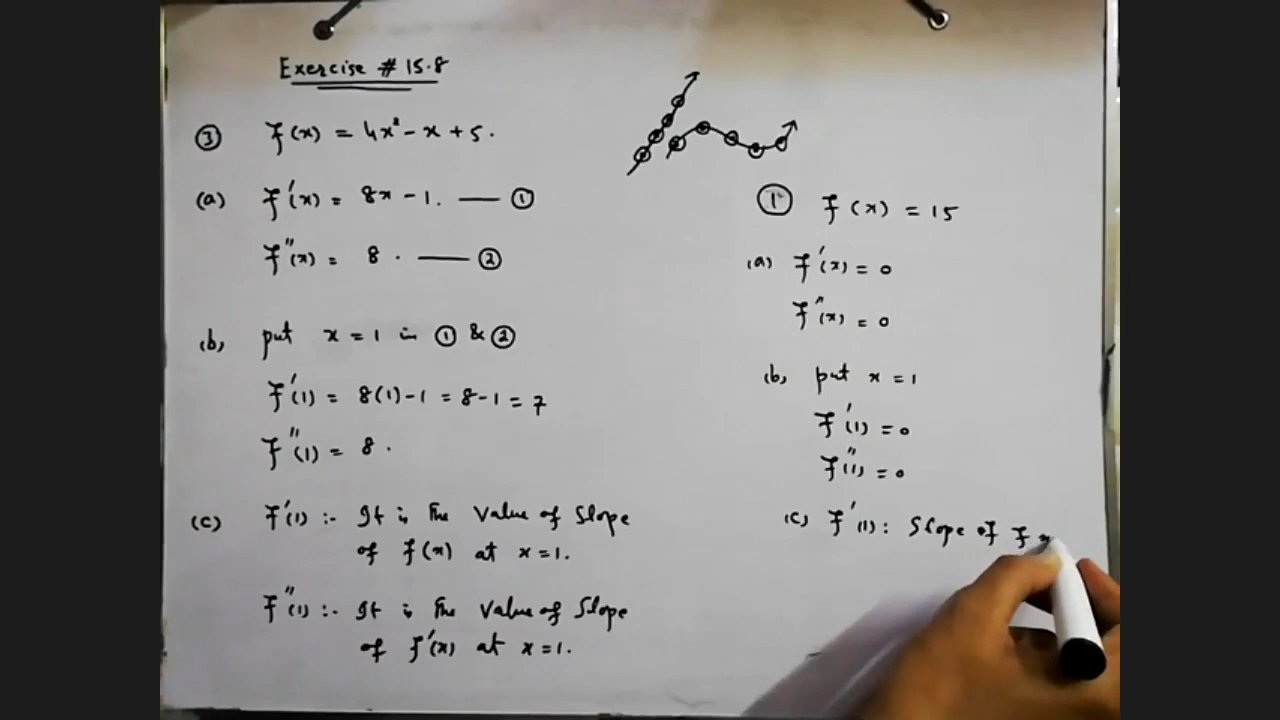 Exercise # 15.8
③ f(x) = 4x² - x + 5.
(a) f'(x) = 8x - 1. —— ①
f''(x) = 8. —— ②
(b) put x = 1 in ① & ②
f'(1) = 8(1) - 1 = 8 - 1 = 7
f''(1) = 8.
(c) f'(1) :- It is the value of slope
of f(x) at x = 1.
f''(1) :- It is the value of slope
of f'(x) at x = 1.
① f(x) = 15
(a) f'(x) = 0
f''(x) = 0
(b) put x = 1
f'(1) = 0
f''(1) = 0
(c) f'(1) : Slope of f